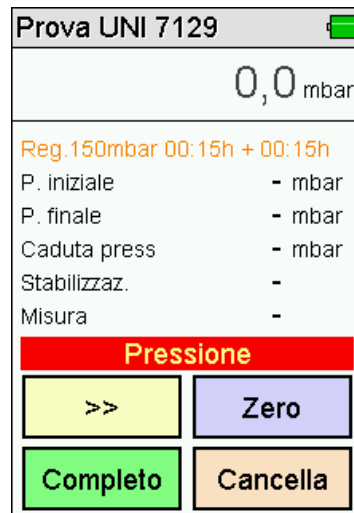 Prova UNI 7129
0,0 mbar
Reg.150mbar 00:15h + 00:15h
P. iniziale - mbar
P. finale - mbar
Caduta press - mbar
Stabilizzaz. -
Misura -
Pressione
>> Zero
Completo Cancella